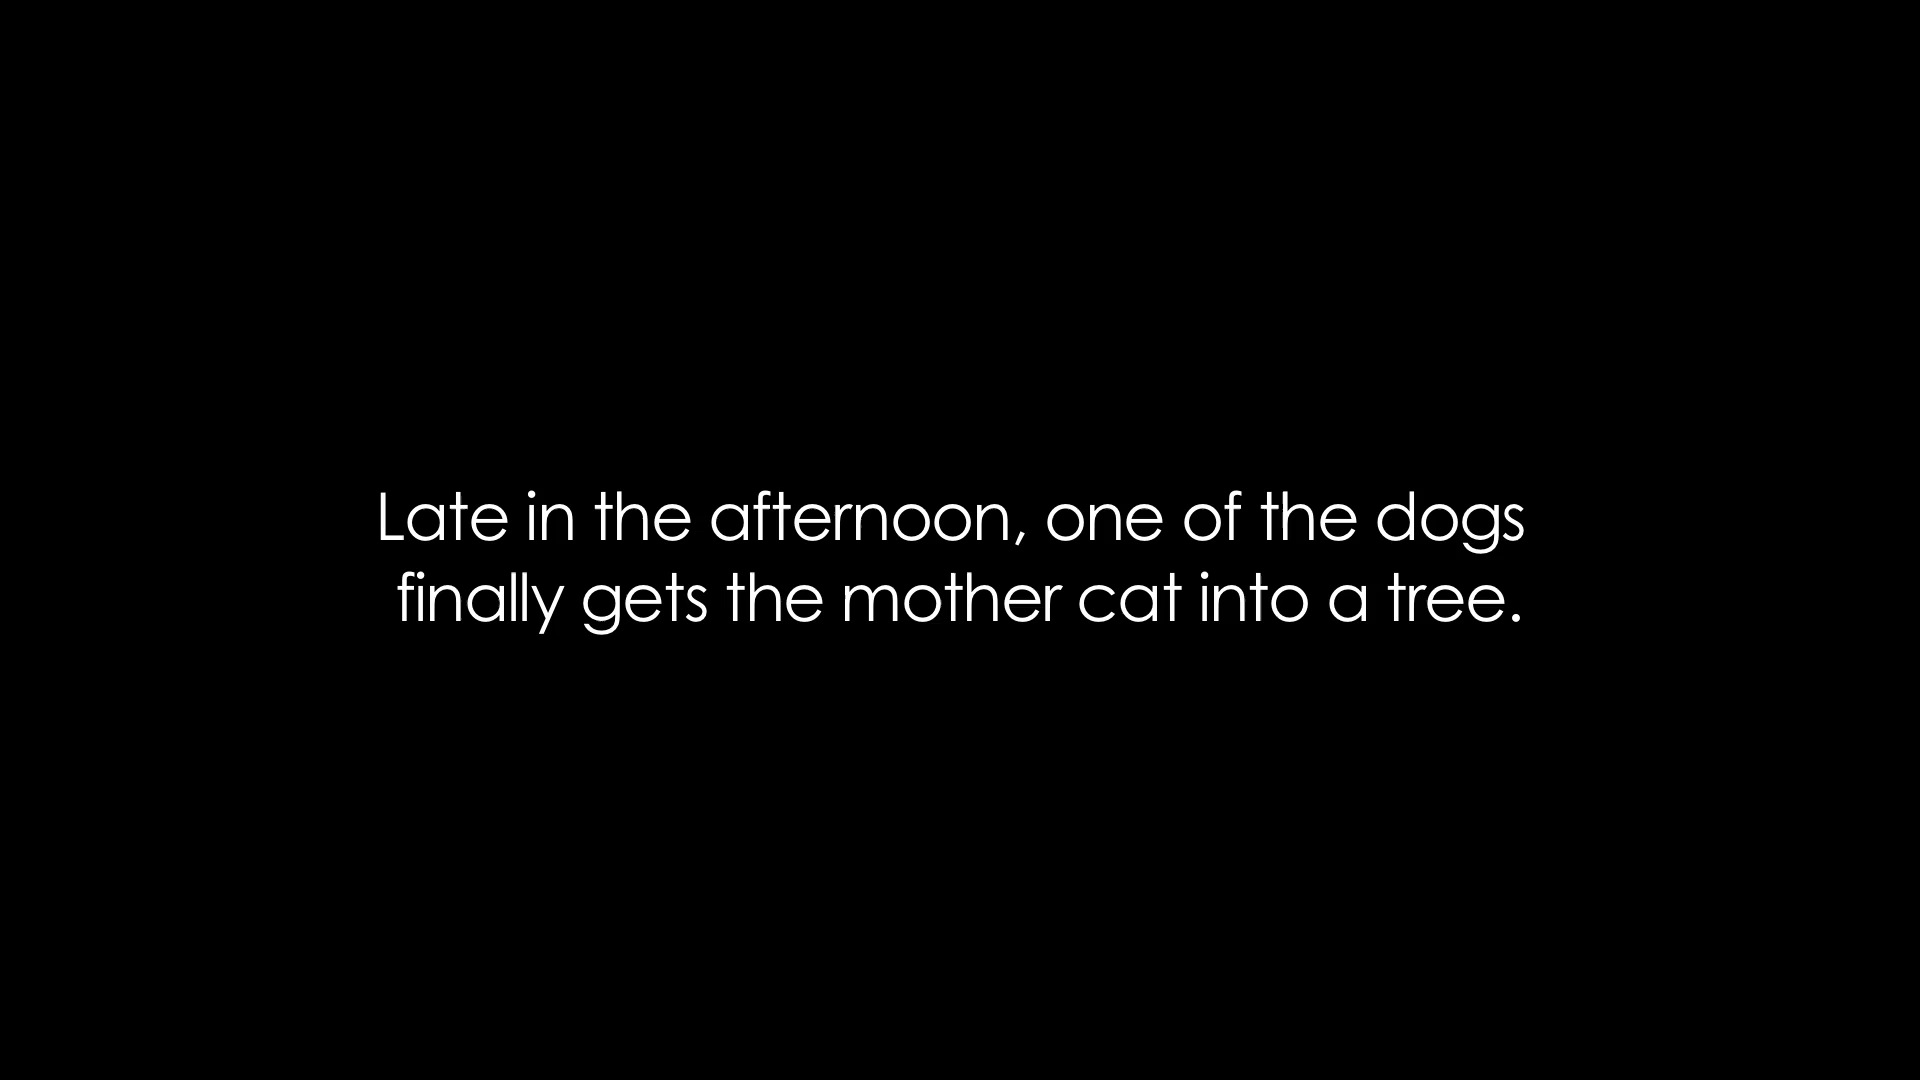 Late in the afternoon, one of the dogs
finally gets the mother cat into a tree.